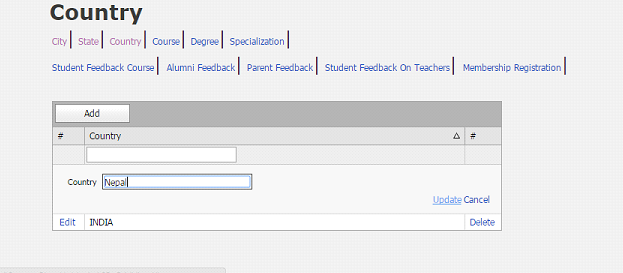 Country
City State Country Course Degree Specialization
Student Feedback Course Alumni Feedback Parent Feedback Student Feedback On Teachers Membership Registration
Add
# Country #
Country Nepal
Update Cancel
Edit INDIA Delete